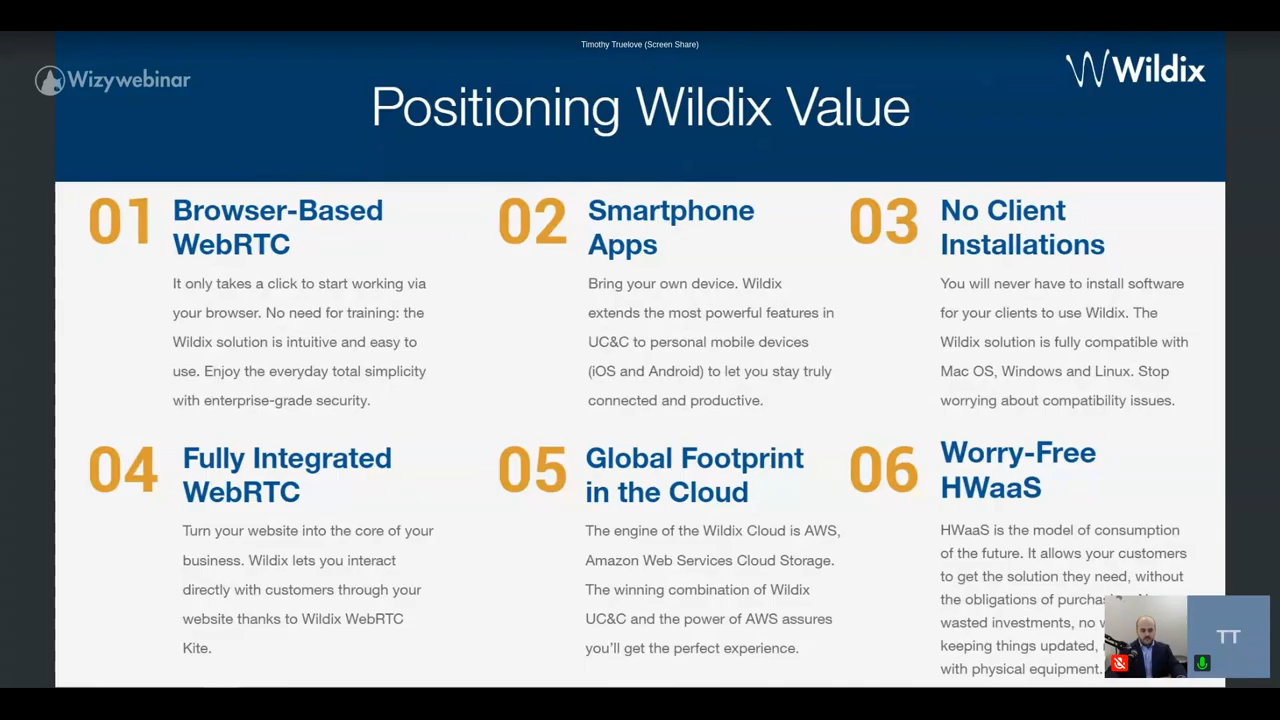 Timothy Truelove (Screen Share)
Wizywebinar
Wildix
Positioning Wildix Value
01
Browser-Based
WebRTC
It only takes a click to start working via
your browser. No need for training: the
Wildix solution is intuitive and easy to
use. Enjoy the everyday total simplicity
with enterprise-grade security.
02
Smartphone
Apps
Bring your own device. Wildix
extends the most powerful features in
UC&C to personal mobile devices
(iOS and Android) to let you stay truly
connected and productive.
03
No Client
Installations
You will never have to install software
for your clients to use Wildix. The
Wildix solution is fully compatible with
Mac OS, Windows and Linux. Stop
worrying about compatibility issues.
04
Fully Integrated
WebRTC
Turn your website into the core of your
business. Wildix lets you interact
directly with customers through your
website thanks to Wildix WebRTC
Kite.
05
Global Footprint
in the Cloud
The engine of the Wildix Cloud is AWS,
Amazon Web Services Cloud Storage.
The winning combination of Wildix
UC&C and the power of AWS assures
you’ll get the perfect experience.
06
Worry-Free
HWaaS
HWaaS is the model of consumption
of the future. It allows your customers
to get the solution they need, without
the obligations of
wasted investments, no
keeping things updated,
with physical equipment.
TT